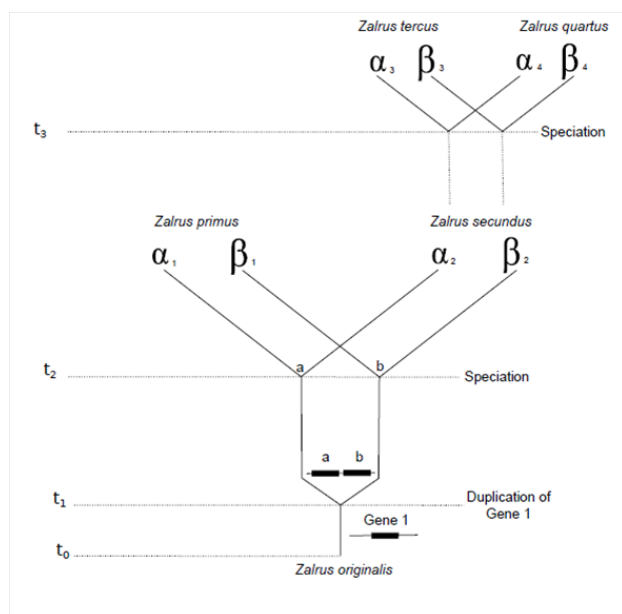 Zalrus tercus Zalrus quartus
α₃ β₃ α₄ β₄
t₃ Speciation
Zalrus primus Zalrus secundus
α₁ β₁ α₂ β₂
a b
t₂ Speciation
a b
t₁ Duplication of
Gene 1
Gene 1
t₀
Zalrus originalis